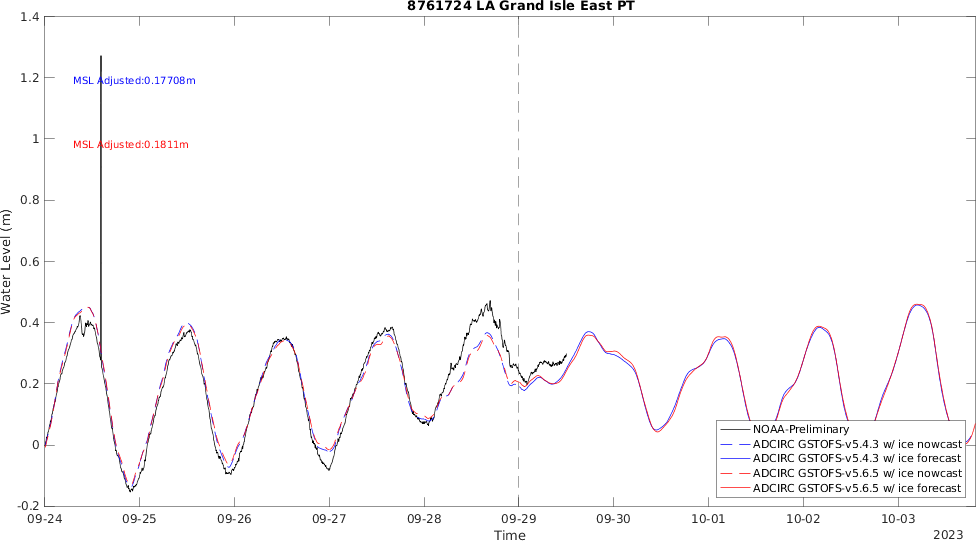 8761724 LA Grand Isle East PT
1.4
1.2
1
0.8
0.6
0.4
0.2
0
-0.2
Water Level (m)
MSL Adjusted:0.17708m
MSL Adjusted:0.1811m
NOAA-Preliminary
ADCIRC GSTOFS-v5.4.3 w/ ice nowcast
ADCIRC GSTOFS-v5.4.3 w/ ice forecast
ADCIRC GSTOFS-v5.6.5 w/ ice nowcast
ADCIRC GSTOFS-v5.6.5 w/ ice forecast
09-24 09-25 09-26 09-27 09-28 09-29 09-30 10-01 10-02 10-03
Time
2023